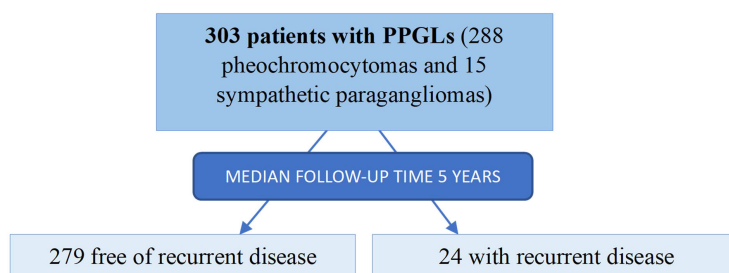 303 patients with PPGLs (288
pheochromocytomas and 15
sympathetic paragangliomas)
MEDIAN FOLLOW-UP TIME 5 YEARS
279 free of recurrent disease
24 with recurrent disease